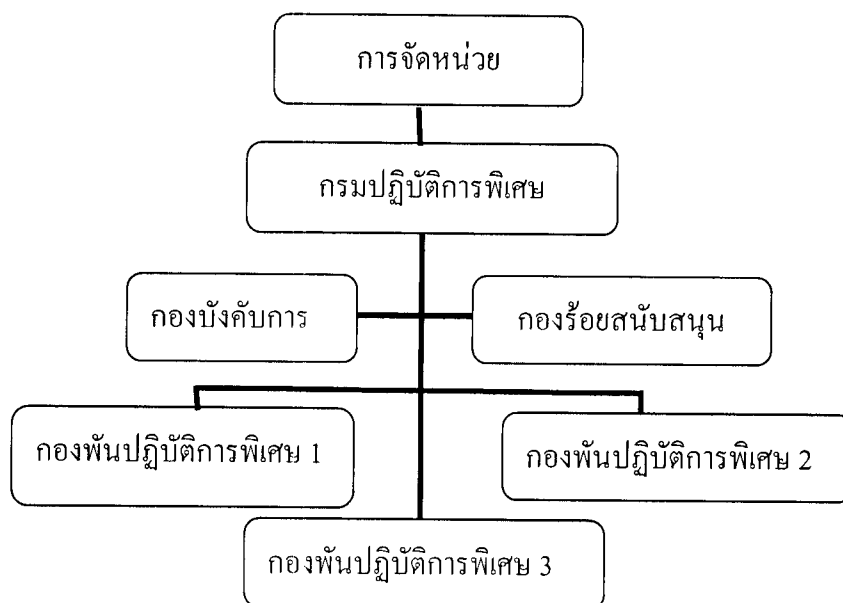 การจัดหน่วย
กรมปฏิบัติการพิเศษ
กองบังคับการ
กองร้อยสนับสนุน
กองพันปฏิบัติการพิเศษ 1
กองพันปฏิบัติการพิเศษ 2
กองพันปฏิบัติการพิเศษ 3